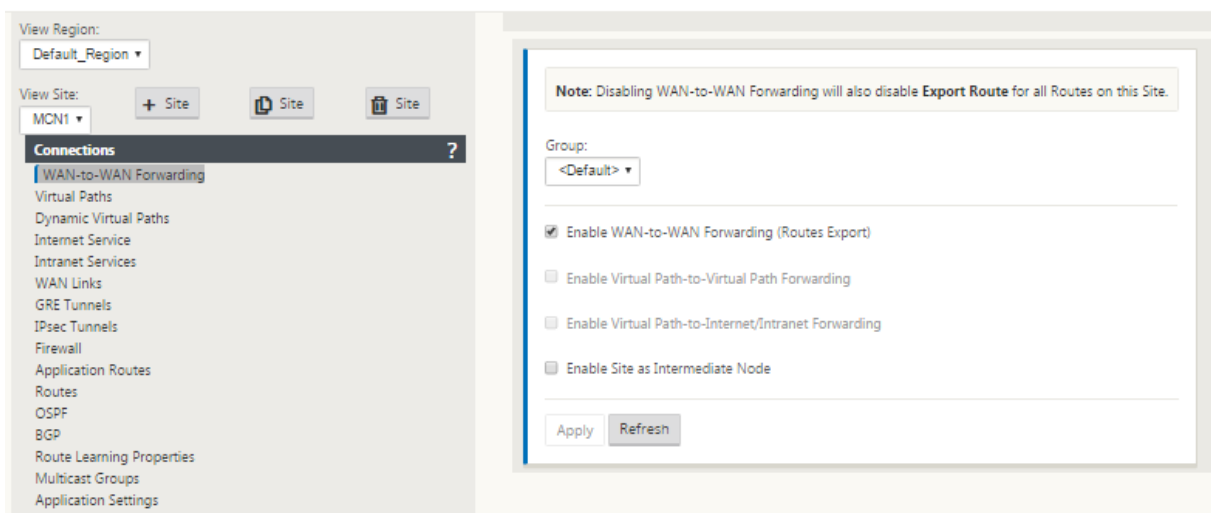 View Region:
Default_Region ▾
View Site:
MCN1 ▾
+ Site
Site
Site
Connections ?
WAN-to-WAN Forwarding
Virtual Paths
Dynamic Virtual Paths
Internet Service
Intranet Services
WAN Links
GRE Tunnels
IPsec Tunnels
Firewall
Application Routes
Routes
OSPF
BGP
Route Learning Properties
Multicast Groups
Application Settings
Note: Disabling WAN-to-WAN Forwarding will also disable Export Route for all Routes on this Site.
Group:
<Default> ▾
Enable WAN-to-WAN Forwarding (Routes Export)
Enable Virtual Path-to-Virtual Path Forwarding
Enable Virtual Path-to-Internet/Intranet Forwarding
Enable Site as Intermediate Node
Apply Refresh